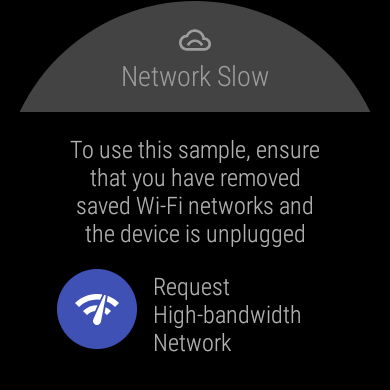 Network Slow
To use this sample, ensure
that you have removed
saved Wi-Fi networks and
the device is unplugged
Request
High-bandwidth
Network